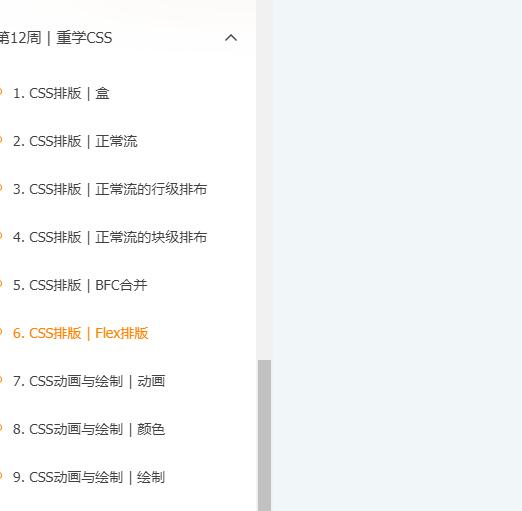 第12周 | 重学CSS
1. CSS排版 | 盒
2. CSS排版 | 正常流
3. CSS排版 | 正常流的行级排布
4. CSS排版 | 正常流的块级排布
5. CSS排版 | BFC合并
6. CSS排版 | Flex排版
7. CSS动画与绘制 | 动画
8. CSS动画与绘制 | 颜色
9. CSS动画与绘制 | 绘制